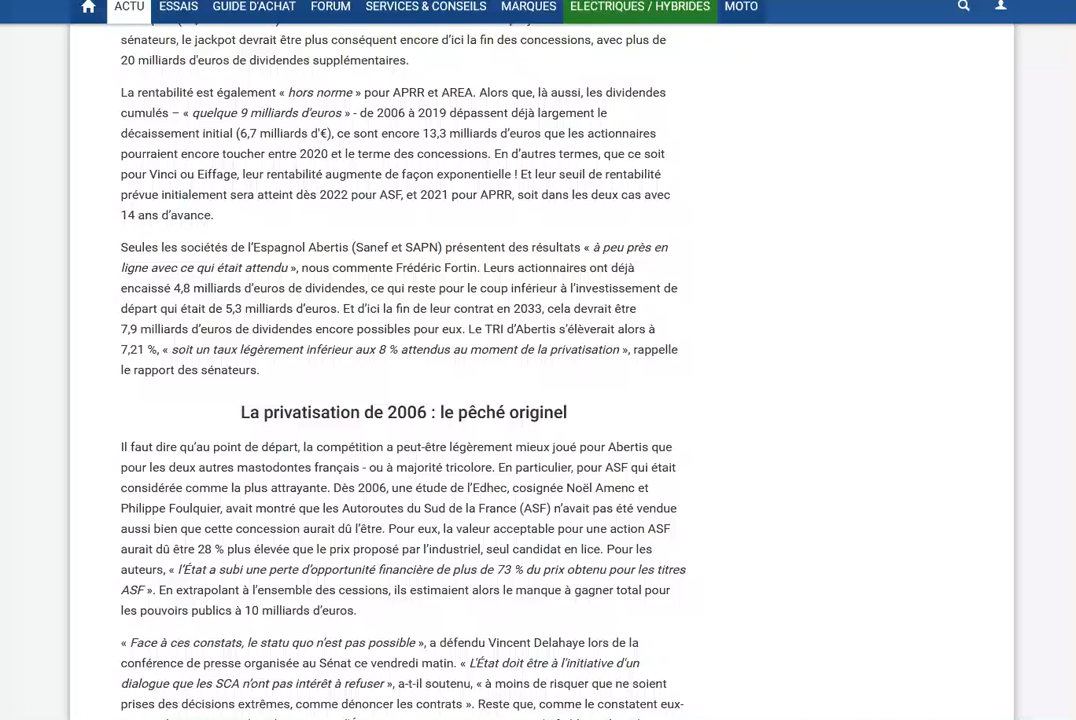 ACTU ESSAIS GUIDE D'ACHAT FORUM SERVICES & CONSEILS MARQUES ÉLECTRIQUES / HYBRIDES MOTO
sénateurs, le jackpot devrait être plus conséquent encore d’ici la fin des concessions, avec plus de
20 milliards d'euros de dividendes supplémentaires.
La rentabilité est également « hors norme » pour APRR et AREA. Alors que, là aussi, les dividendes
cumulés – « quelque 9 milliards d'euros » - de 2006 à 2019 dépassent déjà largement le
décaissement initial (6,7 milliards d'€), ce sont encore 13,3 milliards d’euros que les actionnaires
pourraient encore toucher entre 2020 et le terme des concessions. En d’autres termes, que ce soit
pour Vinci ou Eiffage, leur rentabilité augmente de façon exponentielle ! Et leur seuil de rentabilité
prévue initialement sera atteint dès 2022 pour ASF, et 2021 pour APRR, soit dans les deux cas avec
14 ans d’avance.
Seules les sociétés de l’Espagnol Abertis (Sanef et SAPN) présentent des résultats « à peu près en
ligne avec ce qui était attendu », nous commente Frédéric Fortin. Leurs actionnaires ont déjà
encaissé 4,8 milliards d’euros de dividendes, ce qui reste pour le coup inférieur à l’investissement de
départ qui était de 5,3 milliards d’euros. Et d’ici la fin de leur contrat en 2033, cela devrait être
7,9 milliards d’euros de dividendes encore possibles pour eux. Le TRI d’Abertis s’élèverait alors à
7,21 %, « soit un taux légèrement inférieur aux 8 % attendus au moment de la privatisation », rappelle
le rapport des sénateurs.
La privatisation de 2006 : le pêché originel
Il faut dire qu’au point de départ, la compétition a peut-être légèrement mieux joué pour Abertis que
pour les deux autres mastodontes français - ou à majorité tricolore. En particulier, pour ASF qui était
considérée comme la plus attrayante. Dès 2006, une étude de l’Edhec, cosignée Noël Amenc et
Philippe Foulquier, avait montré que les Autoroutes du Sud de la France (ASF) n’avait pas été vendue
aussi bien que cette concession aurait dû l’être. Pour eux, la valeur acceptable pour une action ASF
aurait dû être 28 % plus élevée que le prix proposé par l’industriel, seul candidat en lice. Pour les
auteurs, « l’État a subi une perte d’opportunité financière de plus de 73 % du prix obtenu pour les titres
ASF ». En extrapolant à l’ensemble des cessions, ils estimaient alors le manque à gagner total pour
les pouvoirs publics à 10 milliards d’euros.
« Face à ces constats, le statu quo n'est pas possible », a défendu Vincent Delahaye lors de la
conférence de presse organisée au Sénat ce vendredi matin. « L'État doit être à l'initiative d'un
dialogue que les SCA n'ont pas intérêt à refuser », a-t-il soutenu, « à moins de risquer que ne soient
prises des décisions extrêmes, comme dénoncer les contrats ». Reste que, comme le constatent eux-